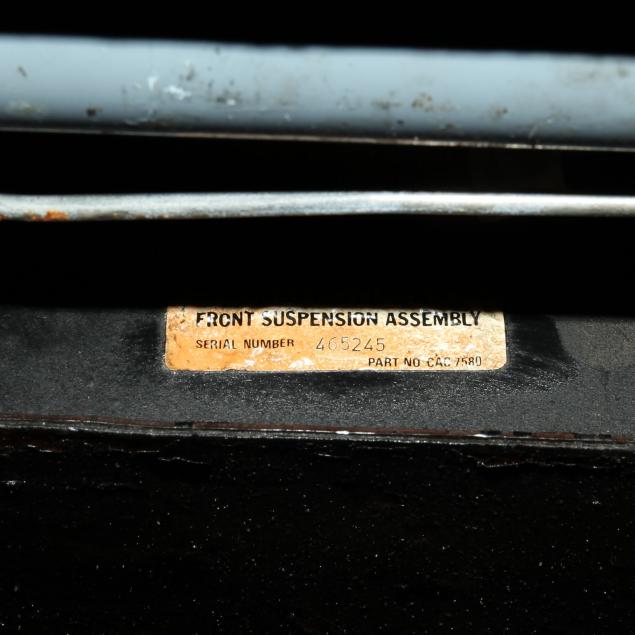 FRONT SUSPENSION ASSEMBLY
SERIAL NUMBER 465245
PART NO CAC 7580